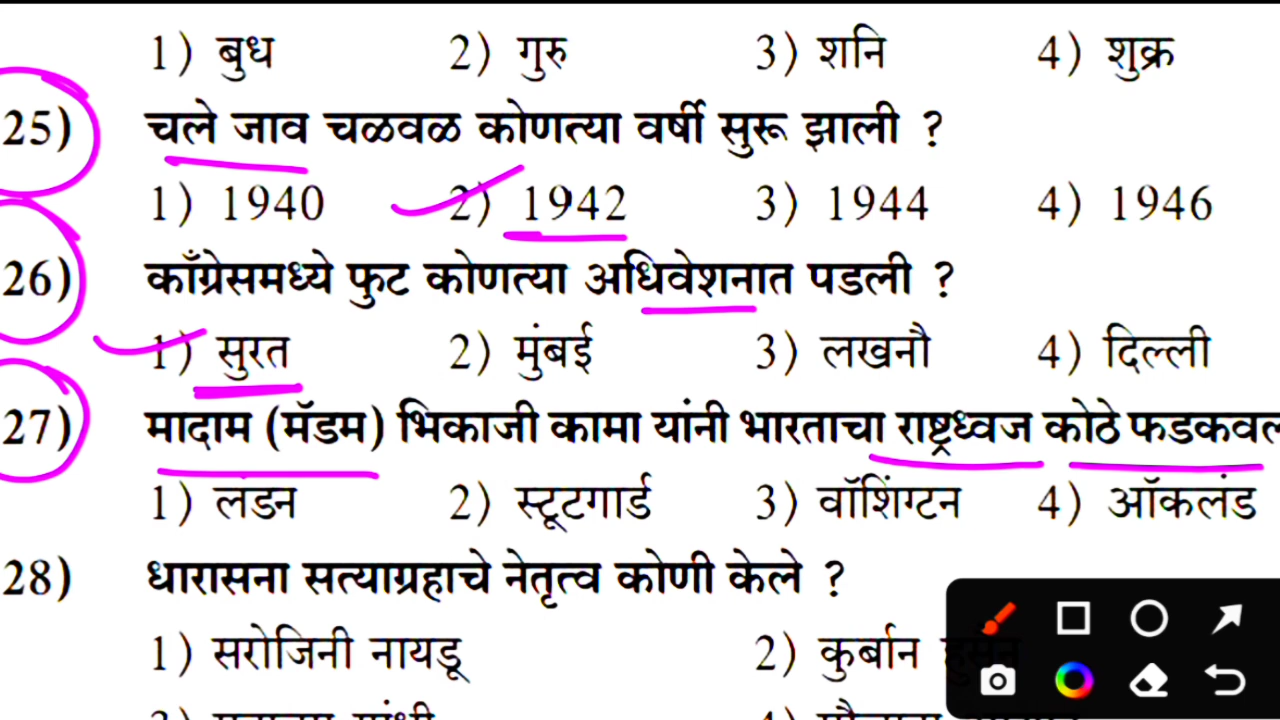 1) बुध 2) गुरु 3) शनि 4) शुक्र
25) चले जाव चळवळ कोणत्या वर्षी सुरू झाली ?
1) 1940 2) 1942 3) 1944 4) 1946
26) काँग्रेसमध्ये फुट कोणत्या अधिवेशनात पडली ?
1) सुरत 2) मुंबई 3) लखनौ 4) दिल्ली
27) मादाम (मॅडम) भिकाजी कामा यांनी भारताचा राष्ट्रध्वज कोठे
1) लंडन 2) स्टूटगार्ड 3) वॉशिंग्टन 4) ऑकलंड
28) धारासना सत्याग्रहाचे नेतृत्व कोणी केले ?
1) सरोजिनी नायडू 2) कुर्बान हुसेन